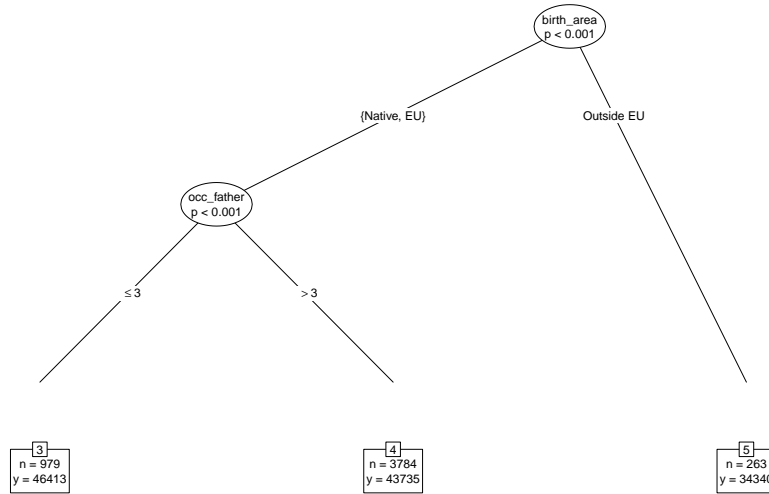 birth_area
p < 0.001
{Native, EU}
Outside EU
occ_father
p < 0.001
≤ 3
> 3
3
n = 979
y = 46413
4
n = 3784
y = 43735
5
n = 263
y = 34340